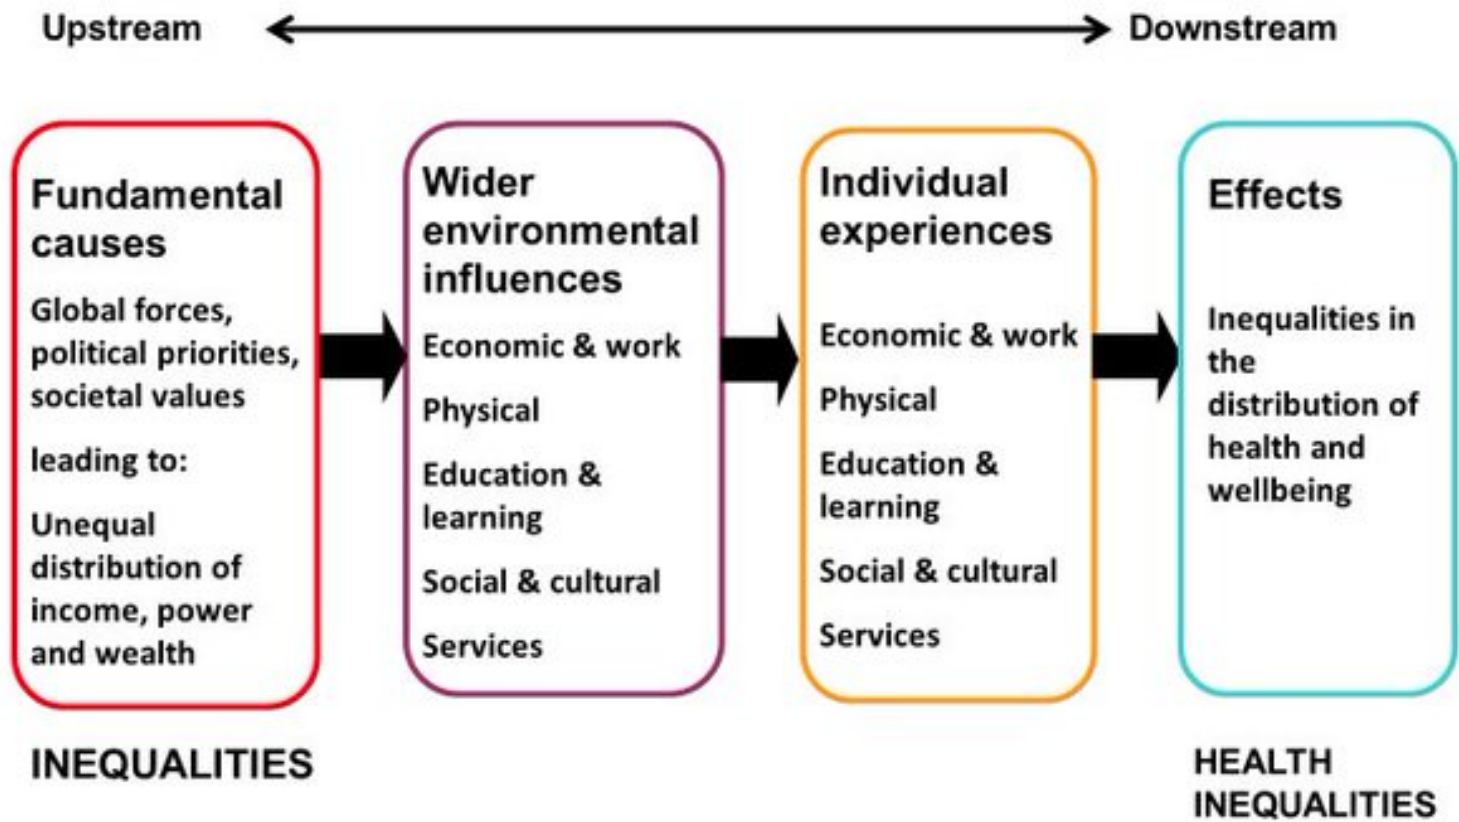 Upstream
Downstream
Fundamental
causes
Global forces,
political priorities,
societal values
leading to:
Unequal
distribution of
income, power
and wealth
Wider
environmental
influences
Economic & work
Physical
Education &
learning
Social & cultural
Services
Individual
experiences
Economic & work
Physical
Education &
learning
Social & cultural
Services
Effects
Inequalities in
the
distribution of
health and
wellbeing
INEQUALITIES
HEALTH
INEQUALITIES